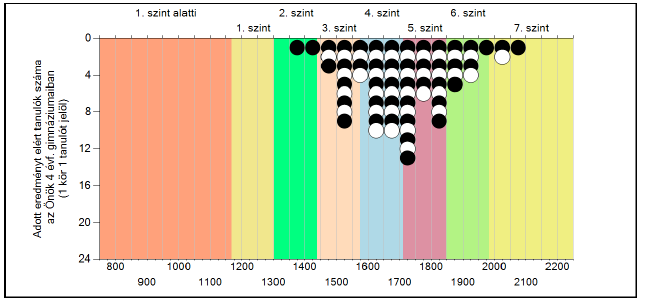 1. szint alatti
2. szint
4. szint
6. szint
1. szint
3. szint
5. szint
7. szint
Adott eredményt elért tanulók száma
az Önök 4 évf. gimnáziumaiban
(1 kör 1 tanulót jelöl)
0
4
8
12
16
20
24
800 1000 1200 1400 1600 1800 2000 2200
900 1100 1300 1500 1700 1900 2100